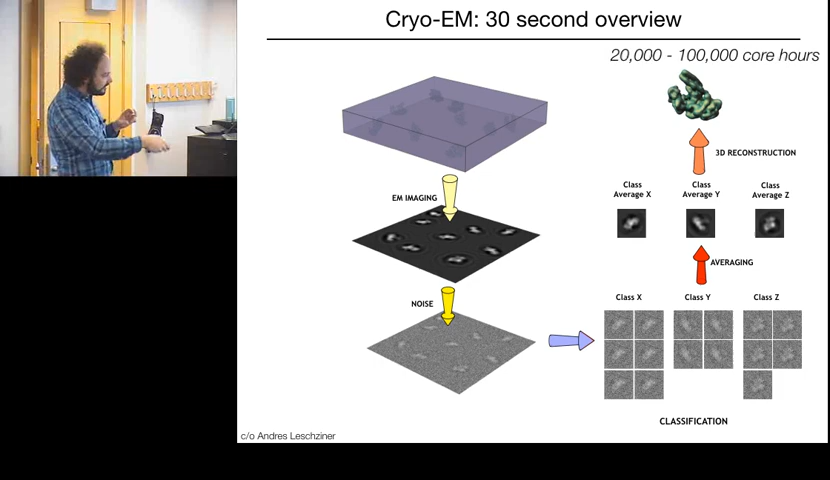 Cryo-EM: 30 second overview
20,000 - 100,000 core hours
3D RECONSTRUCTION
EM IMAGING
Class
Average X
Class
Average Y
Class
Average Z
AVERAGING
NOISE
Class X
Class Y
Class Z
CLASSIFICATION
c/o Andres Leschziner